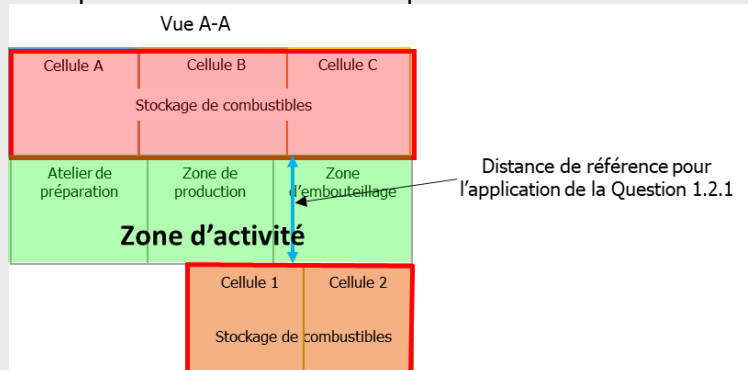 Vue A-A
Cellule A
Cellule B
Cellule C
Stockage de combustibles
Atelier de
préparation
Zone de
production
Zone
d'embouteillage
Zone d'activité
Distance de référence pour
l'application de la Question 1.2.1
Cellule 1
Cellule 2
Stockage de combustibles